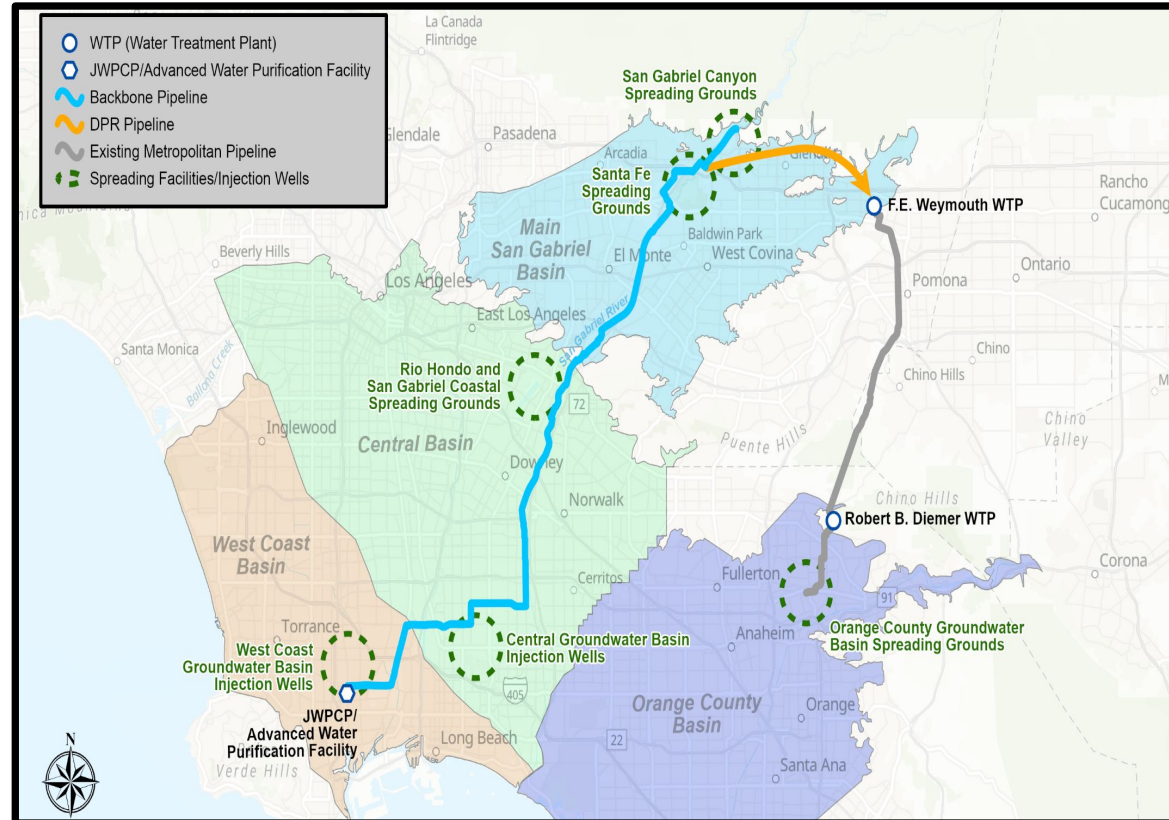 WTP (Water Treatment Plant)
JWPCP/Advanced Water Purification Facility
Backbone Pipeline
DPR Pipeline
Existing Metropolitan Pipeline
Spreading Facilities/Injection Wells
La Canada
Flintridge
Glendale
Pasadena
San Gabriel Canyon
Spreading Grounds
Arcadia
Glendora
Santa Fe
Spreading
Grounds
F.E. Weymouth WTP
Rancho
Cucamong
Beverly Hills
Main
San Gabriel
Basin
Baldwin Park
El Monte
West Covina
Los Angeles
Pomona
Ontario
East Los Angeles
San Gabriel River
Santa Monica
Ballona Creek
Chino
Rio Hondo and
San Gabriel Coastal
Spreading Grounds
Chino Hills
72
Inglewood
Central Basin
Puente Hills
Chino
Valley
Downey
Norwalk
Chino Hills
Robert B. Diemer WTP
West Coast
Basin
Corona
Cerritos
Fullerton
91
Torrance
Anaheim
West Coast
Groundwater Basin
Injection Wells
Central Groundwater Basin
Injection Wells
Orange County Groundwater
Basin Spreading Grounds
405
JWPCP/
Advanced Water
Purification Facility
Orange County
Basin
Orange
Long Beach
22
N
Verde Hills
Santa Ana